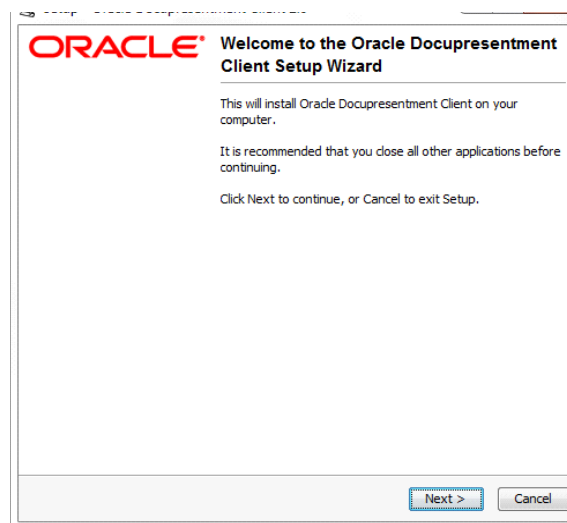 ORACLE®
Welcome to the Oracle Docupresentment
Client Setup Wizard
This will install Oracle Docupresentment Client on your
computer.
It is recommended that you close all other applications before
continuing.
Click Next to continue, or Cancel to exit Setup.
Next >
Cancel